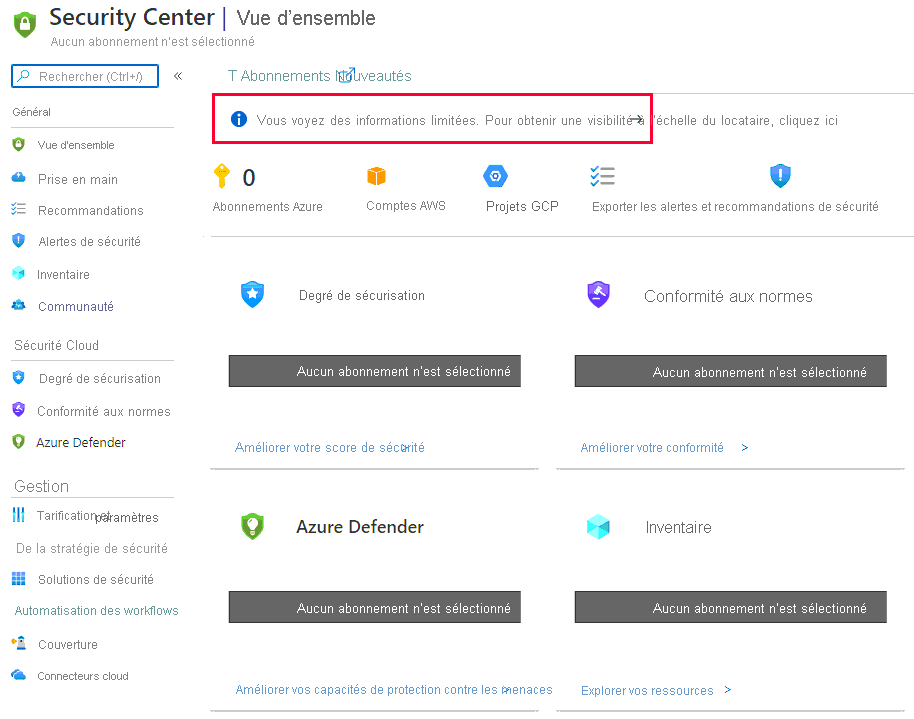 Security Center | Vue d'ensemble
Aucun abonnement n'est sélectionné
Rechercher (Ctrl+/)
«
T Abonnements Nouveautés
Général
Vous voyez des informations limitées. Pour obtenir une visibilité à l'échelle du locataire, cliquez ici
Vue d'ensemble
Prise en main
Recommandations
Alertes de sécurité
Inventaire
Communauté
0
Abonnements Azure
Comptes AWS
Projets GCP
Exporter les alertes et recommandations de sécurité
Sécurité Cloud
Degré de sécurisation
Conformité aux normes
Azure Defender
Gestion
Tarification et paramètres
De la stratégie de sécurité
Solutions de sécurité
Automatisation des workflows
Couverture
Connecteurs cloud
Degré de sécurisation
Aucun abonnement n'est sélectionné
Améliorer votre score de sécurité >
Conformité aux normes
Aucun abonnement n'est sélectionné
Améliorer votre conformité >
Azure Defender
Aucun abonnement n'est sélectionné
Améliorer vos capacités de protection contre les menaces >
Inventaire
Aucun abonnement n'est sélectionné
Explorer vos ressources >